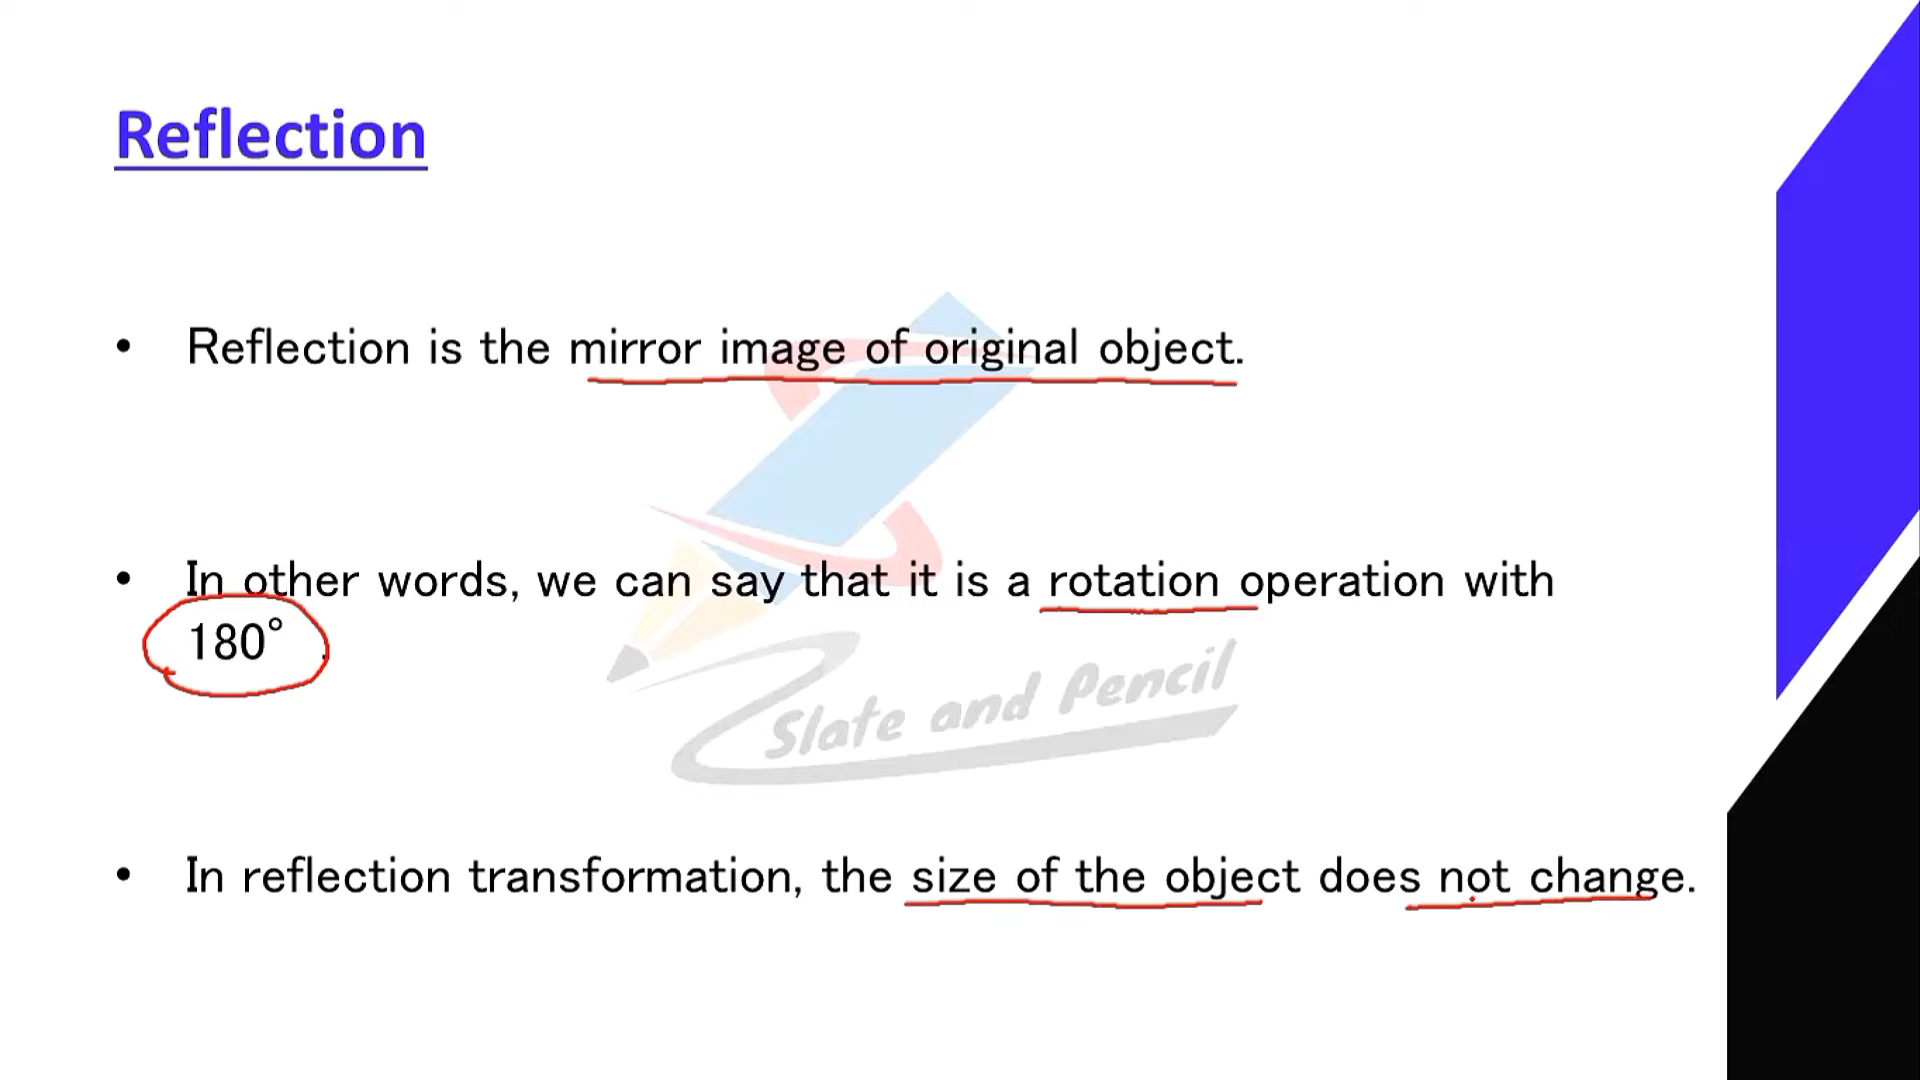 Reflection
• Reflection is the mirror image of original object.
• In other words, we can say that it is a rotation operation with
180° .
Slate and Pencil
• In reflection transformation, the size of the object does not change.